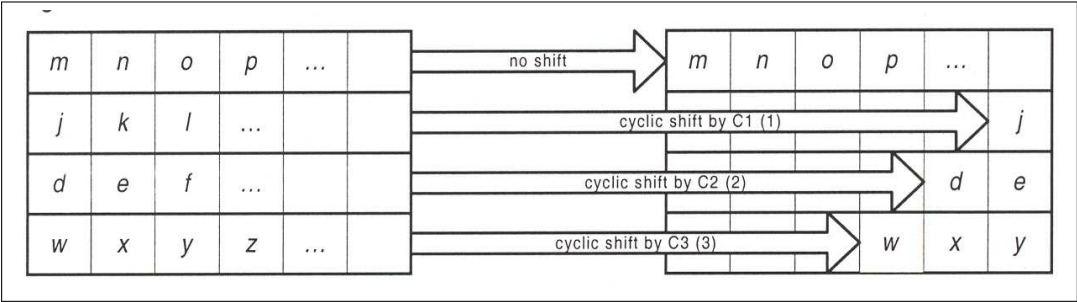 m n o p ... no shift m n o p ...
j k l ... cyclic shift by C1 (1) j
d e f ... cyclic shift by C2 (2) d e
w x y z ... cyclic shift by C3 (3) w x y